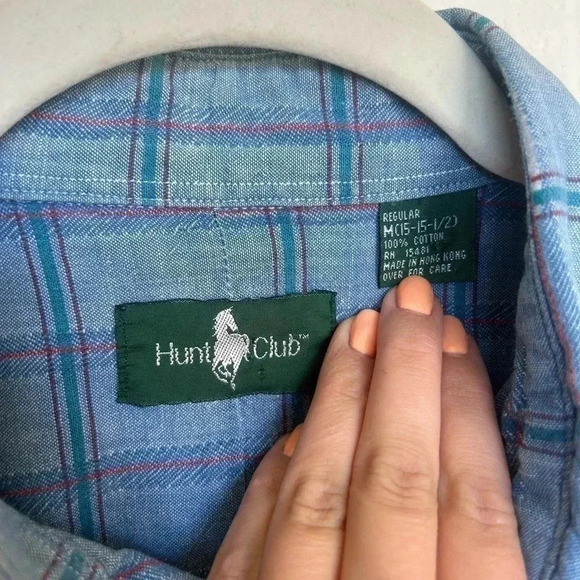 REGULAR
M(15-15-1/2)
100% COTTON
RN 15481
MADE IN HONG KONG
OVER FOR CARE
Hunt Club™